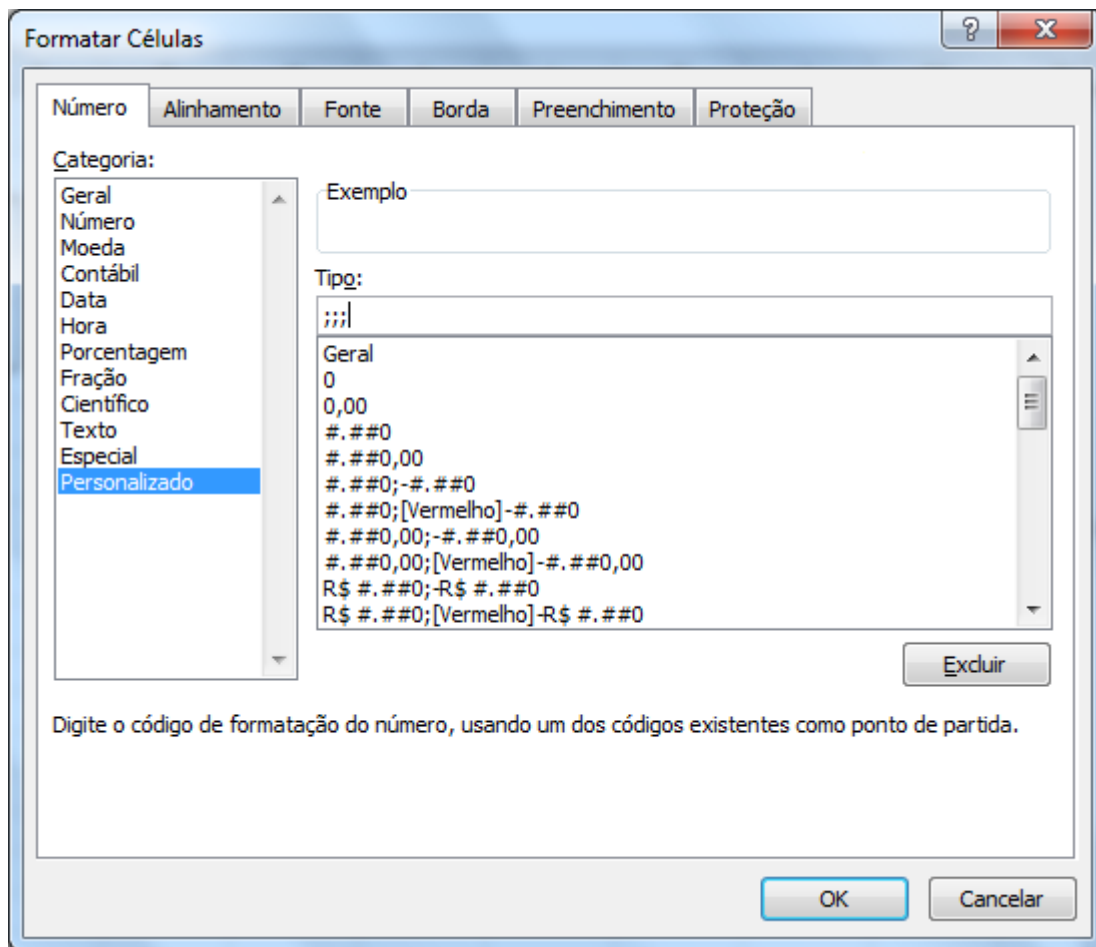 Formatar Células
Número Alinhamento Fonte Borda Preenchimento Proteção
Categoria:
Geral
Número
Moeda
Contábil
Data
Hora
Porcentagem
Fração
Científico
Texto
Especial
Personalizado
Exemplo
Tipo:
;;;
Geral
0
0,00
#.##0
#.##0,00
#.##0;-#.##0
#.##0;[Vermelho]-#.##0
#.##0,00;-#.##0,00
#.##0,00;[Vermelho]-#.##0,00
R$ #.##0;-R$ #.##0
R$ #.##0;[Vermelho]-R$ #.##0
Excluir
Digite o código de formatação do número, usando um dos códigos existentes como ponto de partida.
OK Cancelar